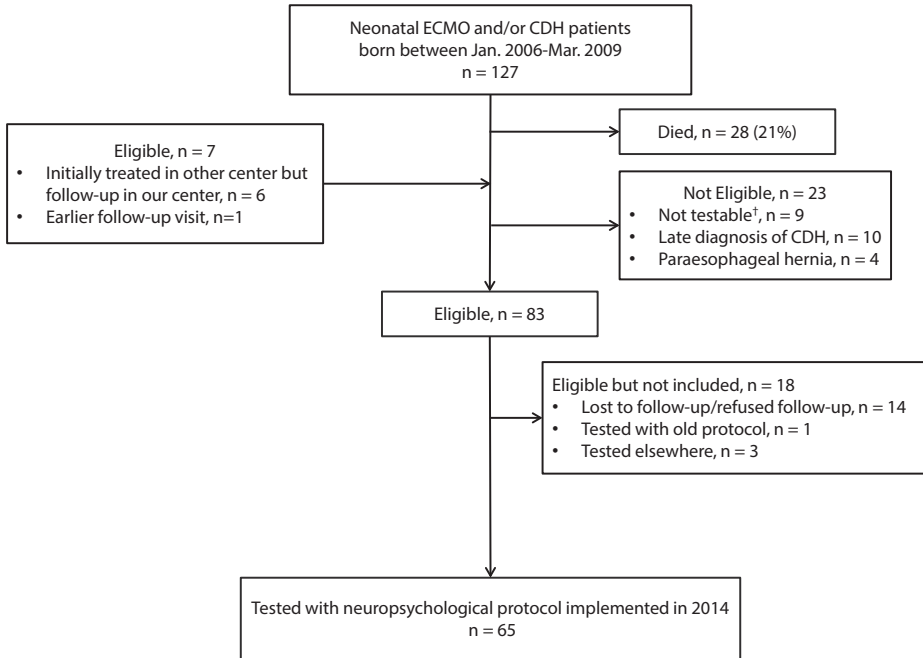 Neonatal ECMO and/or CDH patients
born between Jan. 2006-Mar. 2009
n = 127
Died, n = 28 (21%)
Eligible, n = 7
• Initially treated in other center but
follow-up in our center, n = 6
• Earlier follow-up visit, n=1
Not Eligible, n = 23
• Not testable†, n = 9
• Late diagnosis of CDH, n = 10
• Paraesophageal hernia, n = 4
Eligible, n = 83
Eligible but not included, n = 18
• Lost to follow-up/refused follow-up, n = 14
• Tested with old protocol, n = 1
• Tested elsewhere, n = 3
Tested with neuropsychological protocol implemented in 2014
n = 65